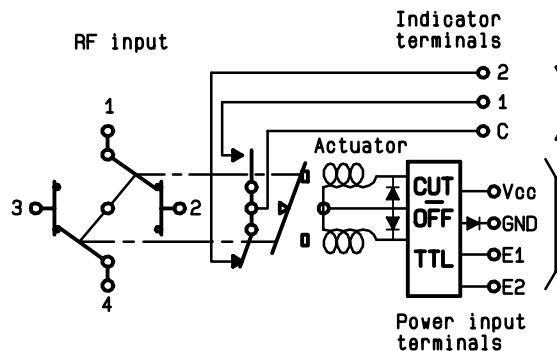 Indicator
terminals
RF input
2
1
C
1
Actuator
3
2
4
CUT
OFF
TTL
Vcc
GND
E1
E2
Power input
terminals